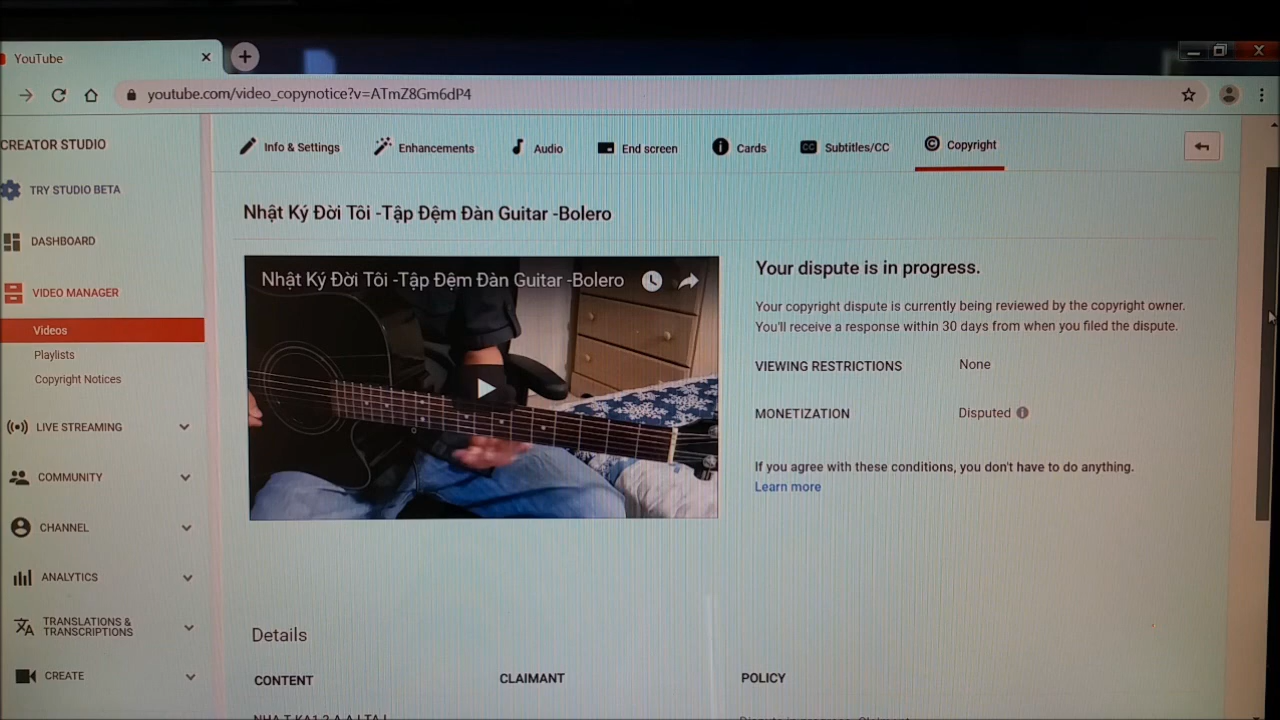 YouTube
youtube.com/video_copynotice?v=ATmZ8Gm6dP4
CREATOR STUDIO
Info & Settings
Enhancements
Audio
End screen
Cards
CC
Subtitles/CC
Copyright
TRY STUDIO BETA
DASHBOARD
VIDEO MANAGER
Videos
Playlists
Copyright Notices
LIVE STREAMING
COMMUNITY
CHANNEL
ANALYTICS
TRANSLATIONS &
TRANSCRIPTIONS
CREATE
Nhật Ký Đời Tôi -Tập Đệm Đàn Guitar -Bolero
Nhật Ký Đời Tôi -Tập Đệm Đàn Guitar -Bolero
Your dispute is in progress.
Your copyright dispute is currently being reviewed by the copyright owner.
You'll receive a response within 30 days from when you filed the dispute.
VIEWING RESTRICTIONS None
MONETIZATION Disputed
If you agree with these conditions, you don't have to do anything.
Learn more
Details
CONTENT CLAIMANT POLICY